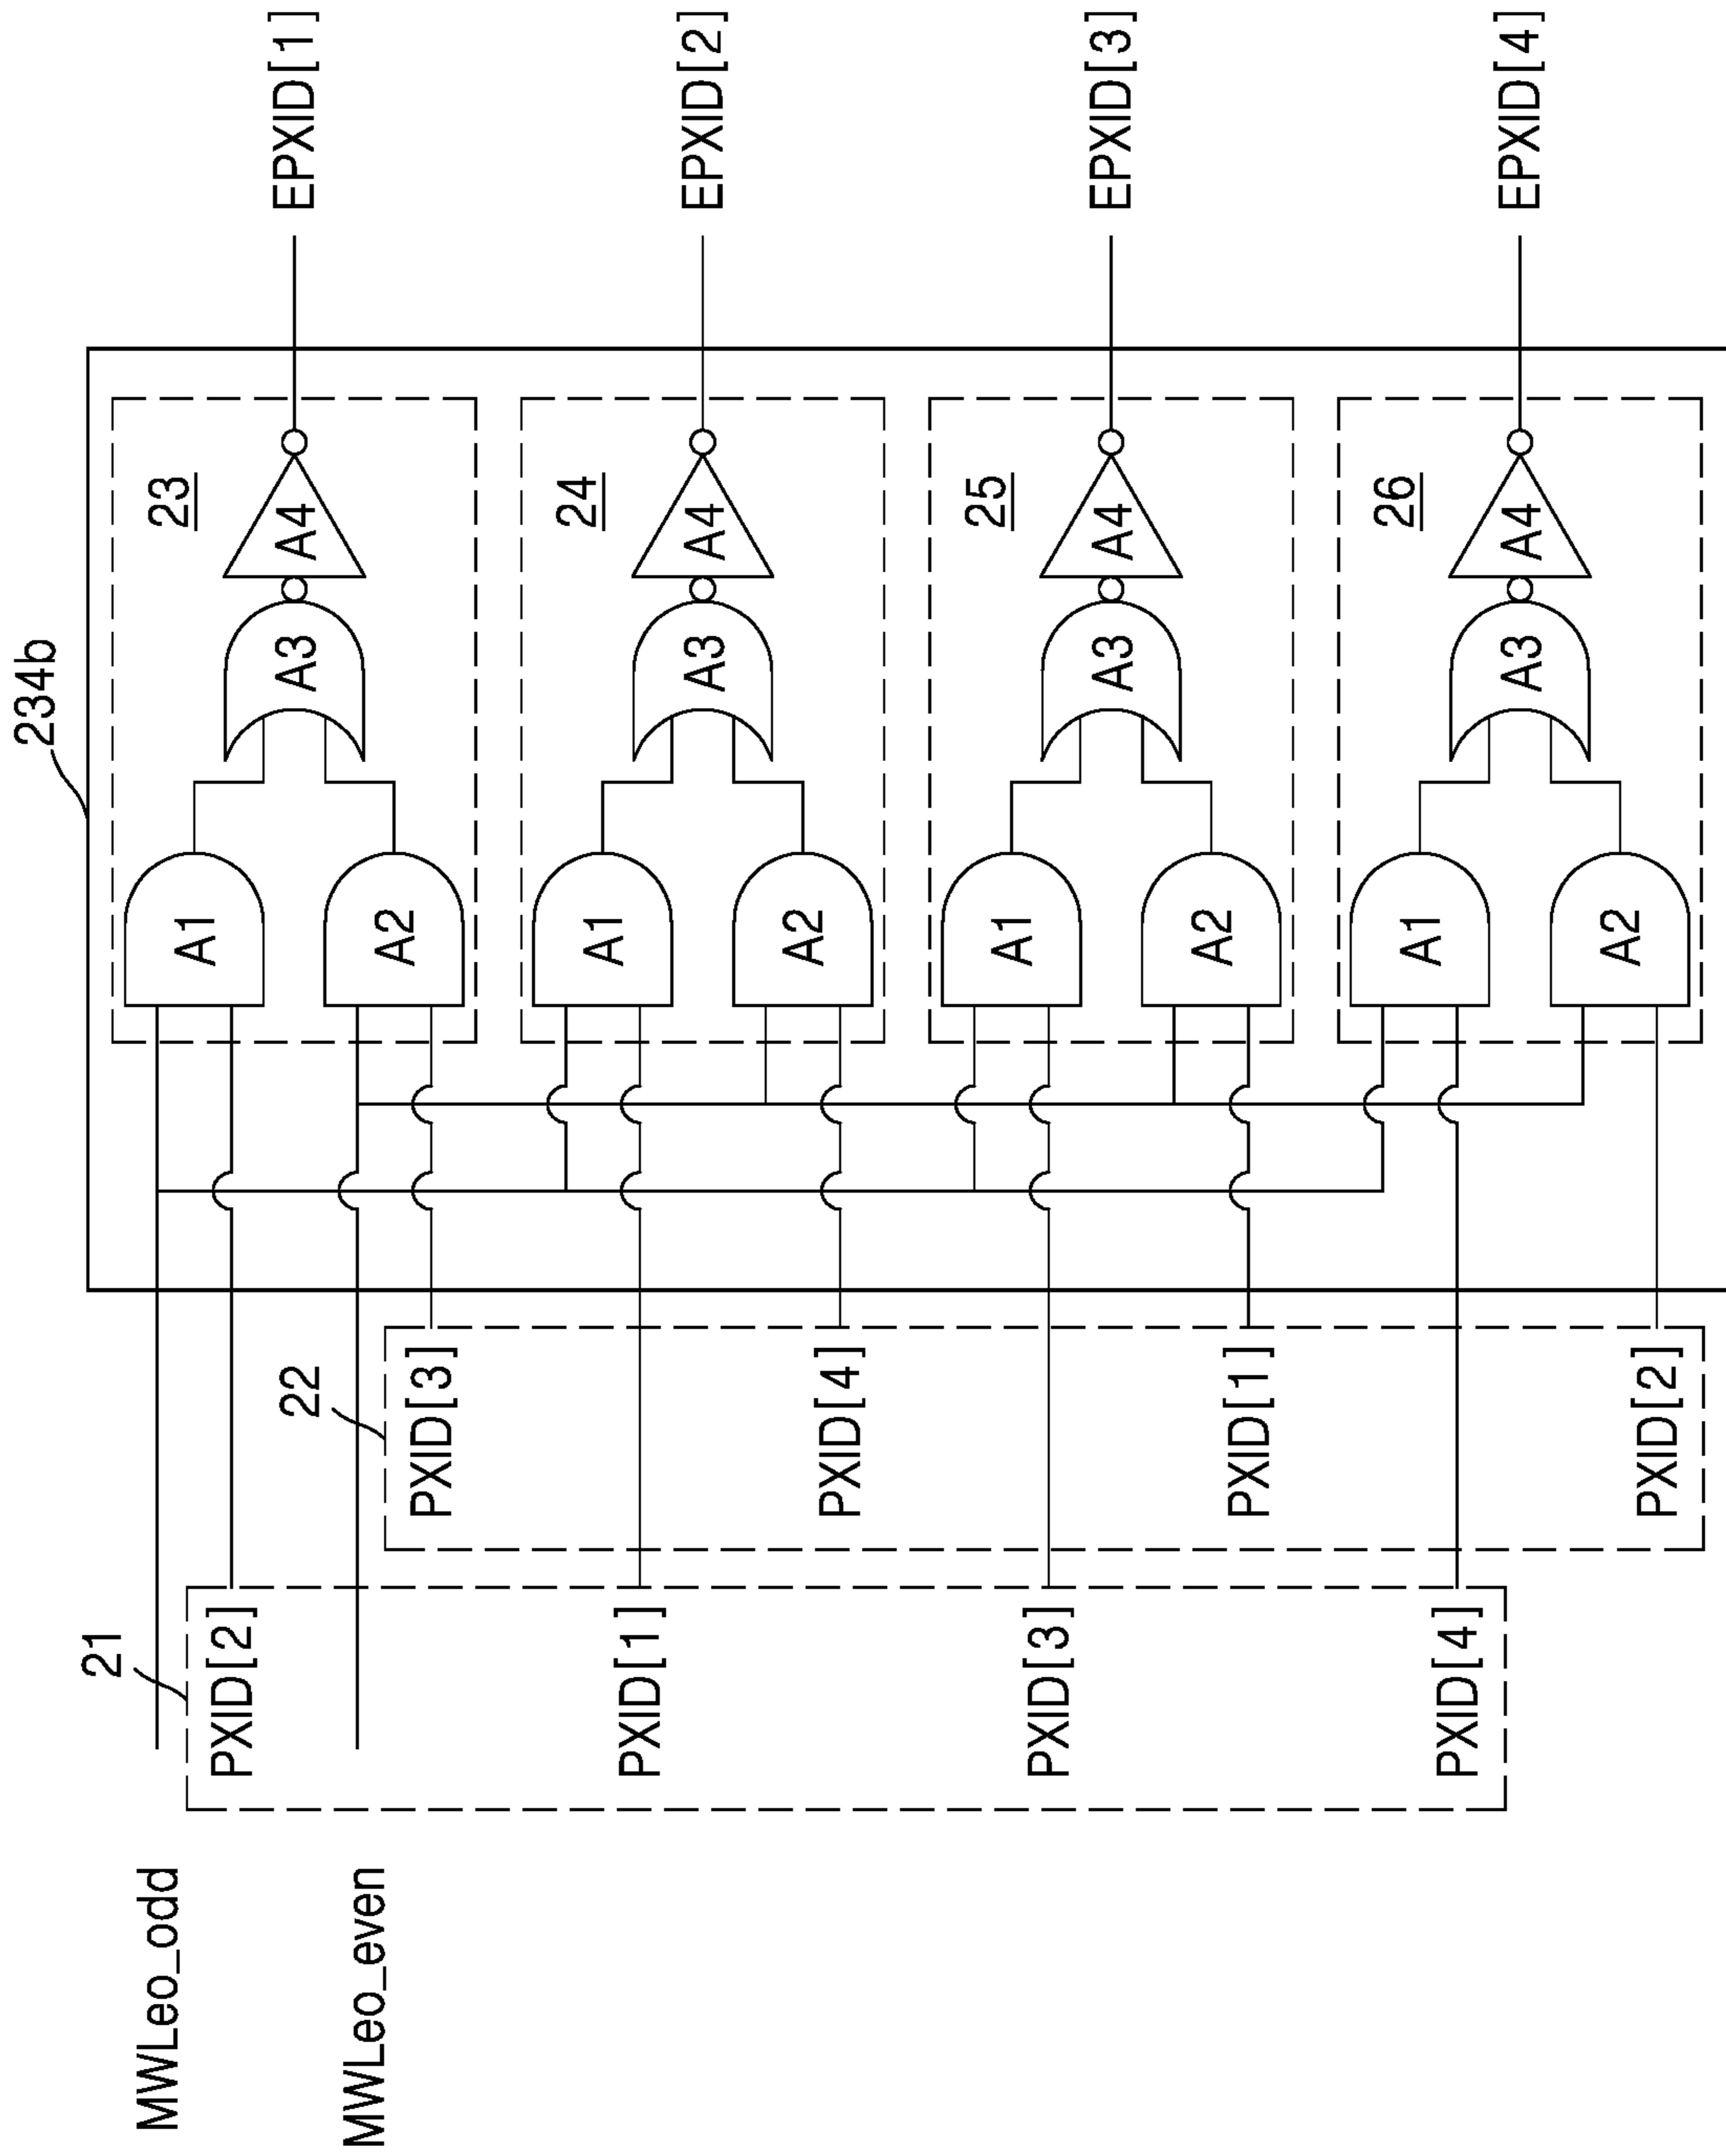 234b
MWLeo_odd
21
PXID[2]
23
A1
A3
A4
EPXID[1]
MWLeo_even
22
PXID[3]
A2
PXID[1]
24
A1
A3
A4
EPXID[2]
PXID[4]
A2
PXID[3]
25
A1
A3
A4
EPXID[3]
PXID[1]
A2
PXID[4]
26
A1
A3
A4
EPXID[4]
PXID[2]
A2